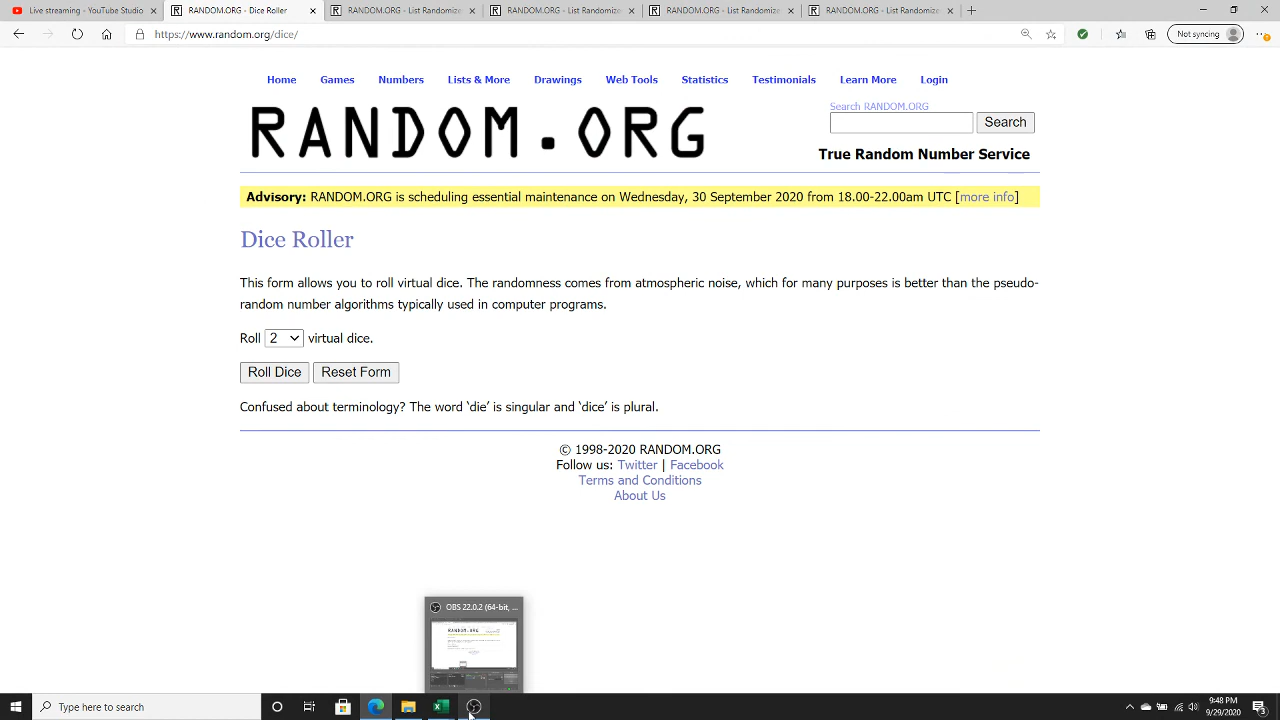 Live streaming - YouTube Studio
RANDOM.ORG - Dice Roller
RANDOM.ORG - List Randomize
RANDOM.ORG - List Randomize
RANDOM.ORG - List Randomize
RANDOM.ORG - List Randomize
https://www.random.org/dice/
Not syncing
Home Games Numbers Lists & More Drawings Web Tools Statistics Testimonials Learn More Login
RANDOM.ORG
Search RANDOM.ORG
Search
True Random Number Service
Advisory: RANDOM.ORG is scheduling essential maintenance on Wednesday, 30 September 2020 from 18.00-22.00am UTC [more info]
Dice Roller
This form allows you to roll virtual dice. The randomness comes from atmospheric noise, which for many purposes is better than the pseudo-
random number algorithms typically used in computer programs.
Roll 2 virtual dice.
Roll Dice Reset Form
Confused about terminology? The word ‘die’ is singular and ‘dice’ is plural.
© 1998-2020 RANDOM.ORG
Follow us: Twitter | Facebook
Terms and Conditions
About Us
OBS 22.0.2 (64-bit, ...
RANDOM.ORG
Type here to search
9:48 PM
9/29/2020